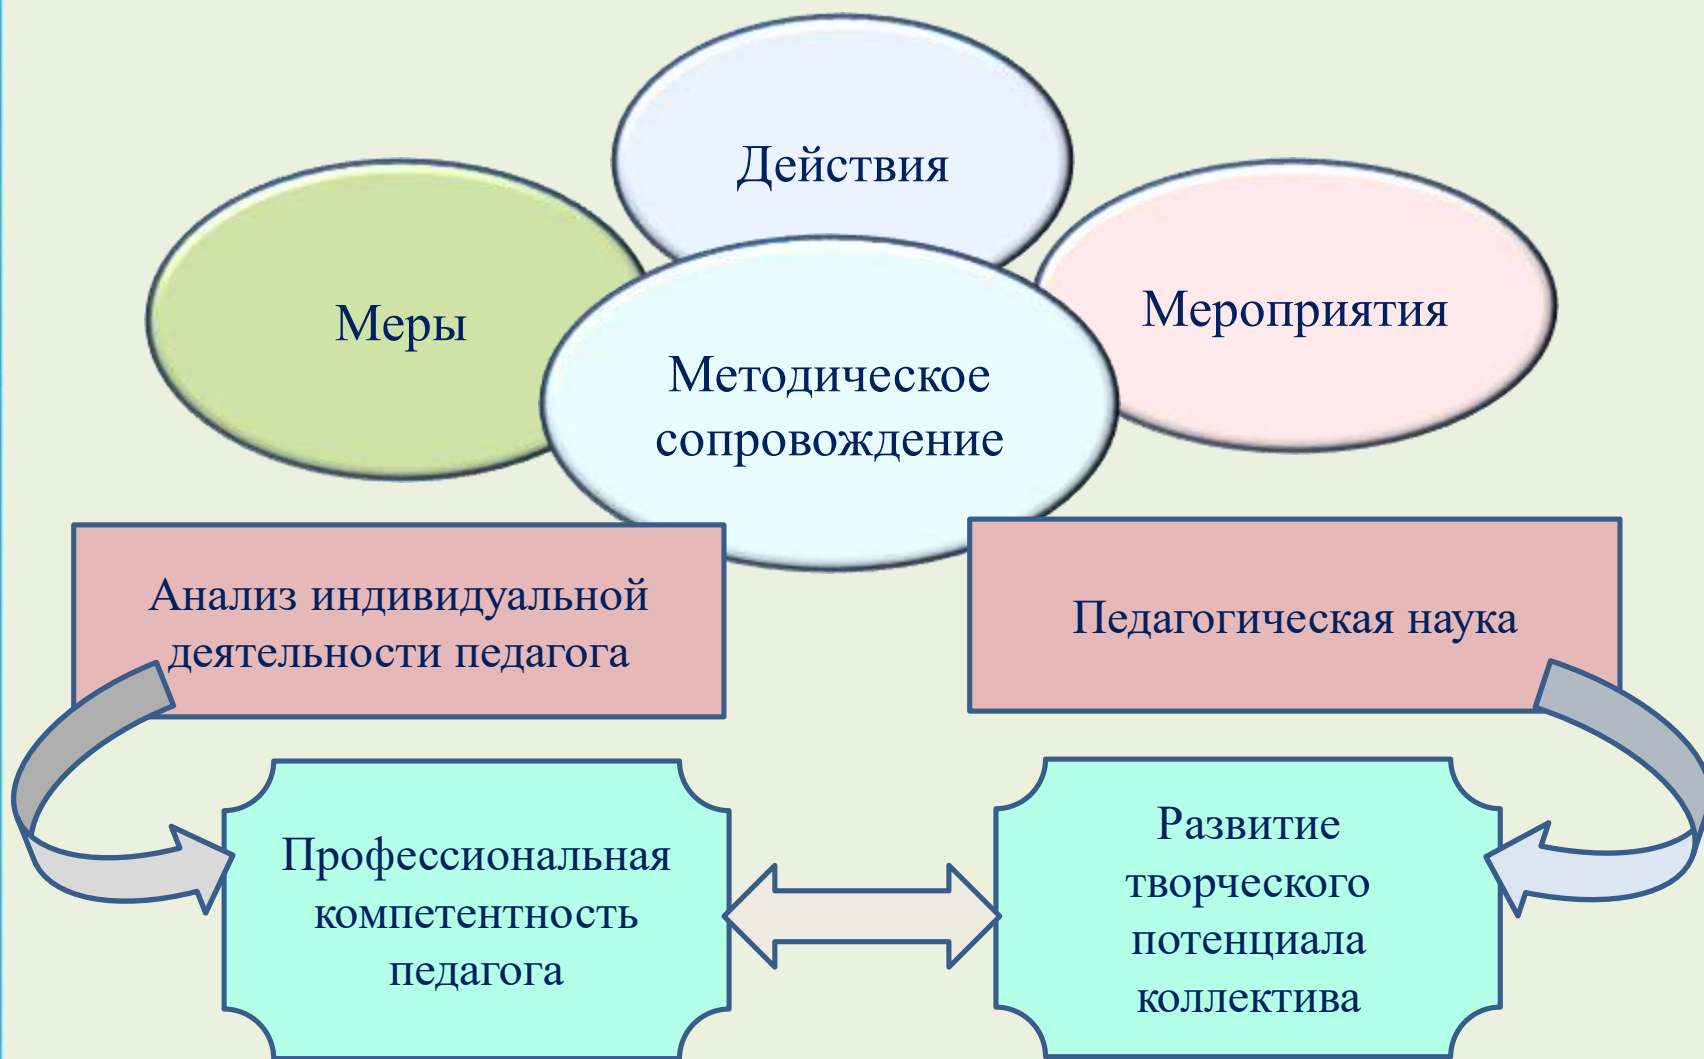 Действия
Меры
Мероприятия
Методическое
сопровождение
Анализ индивидуальной
деятельности педагога
Педагогическая наука
Профессиональная
компетентность
педагога
Развитие
творческого
потенциала
коллектива